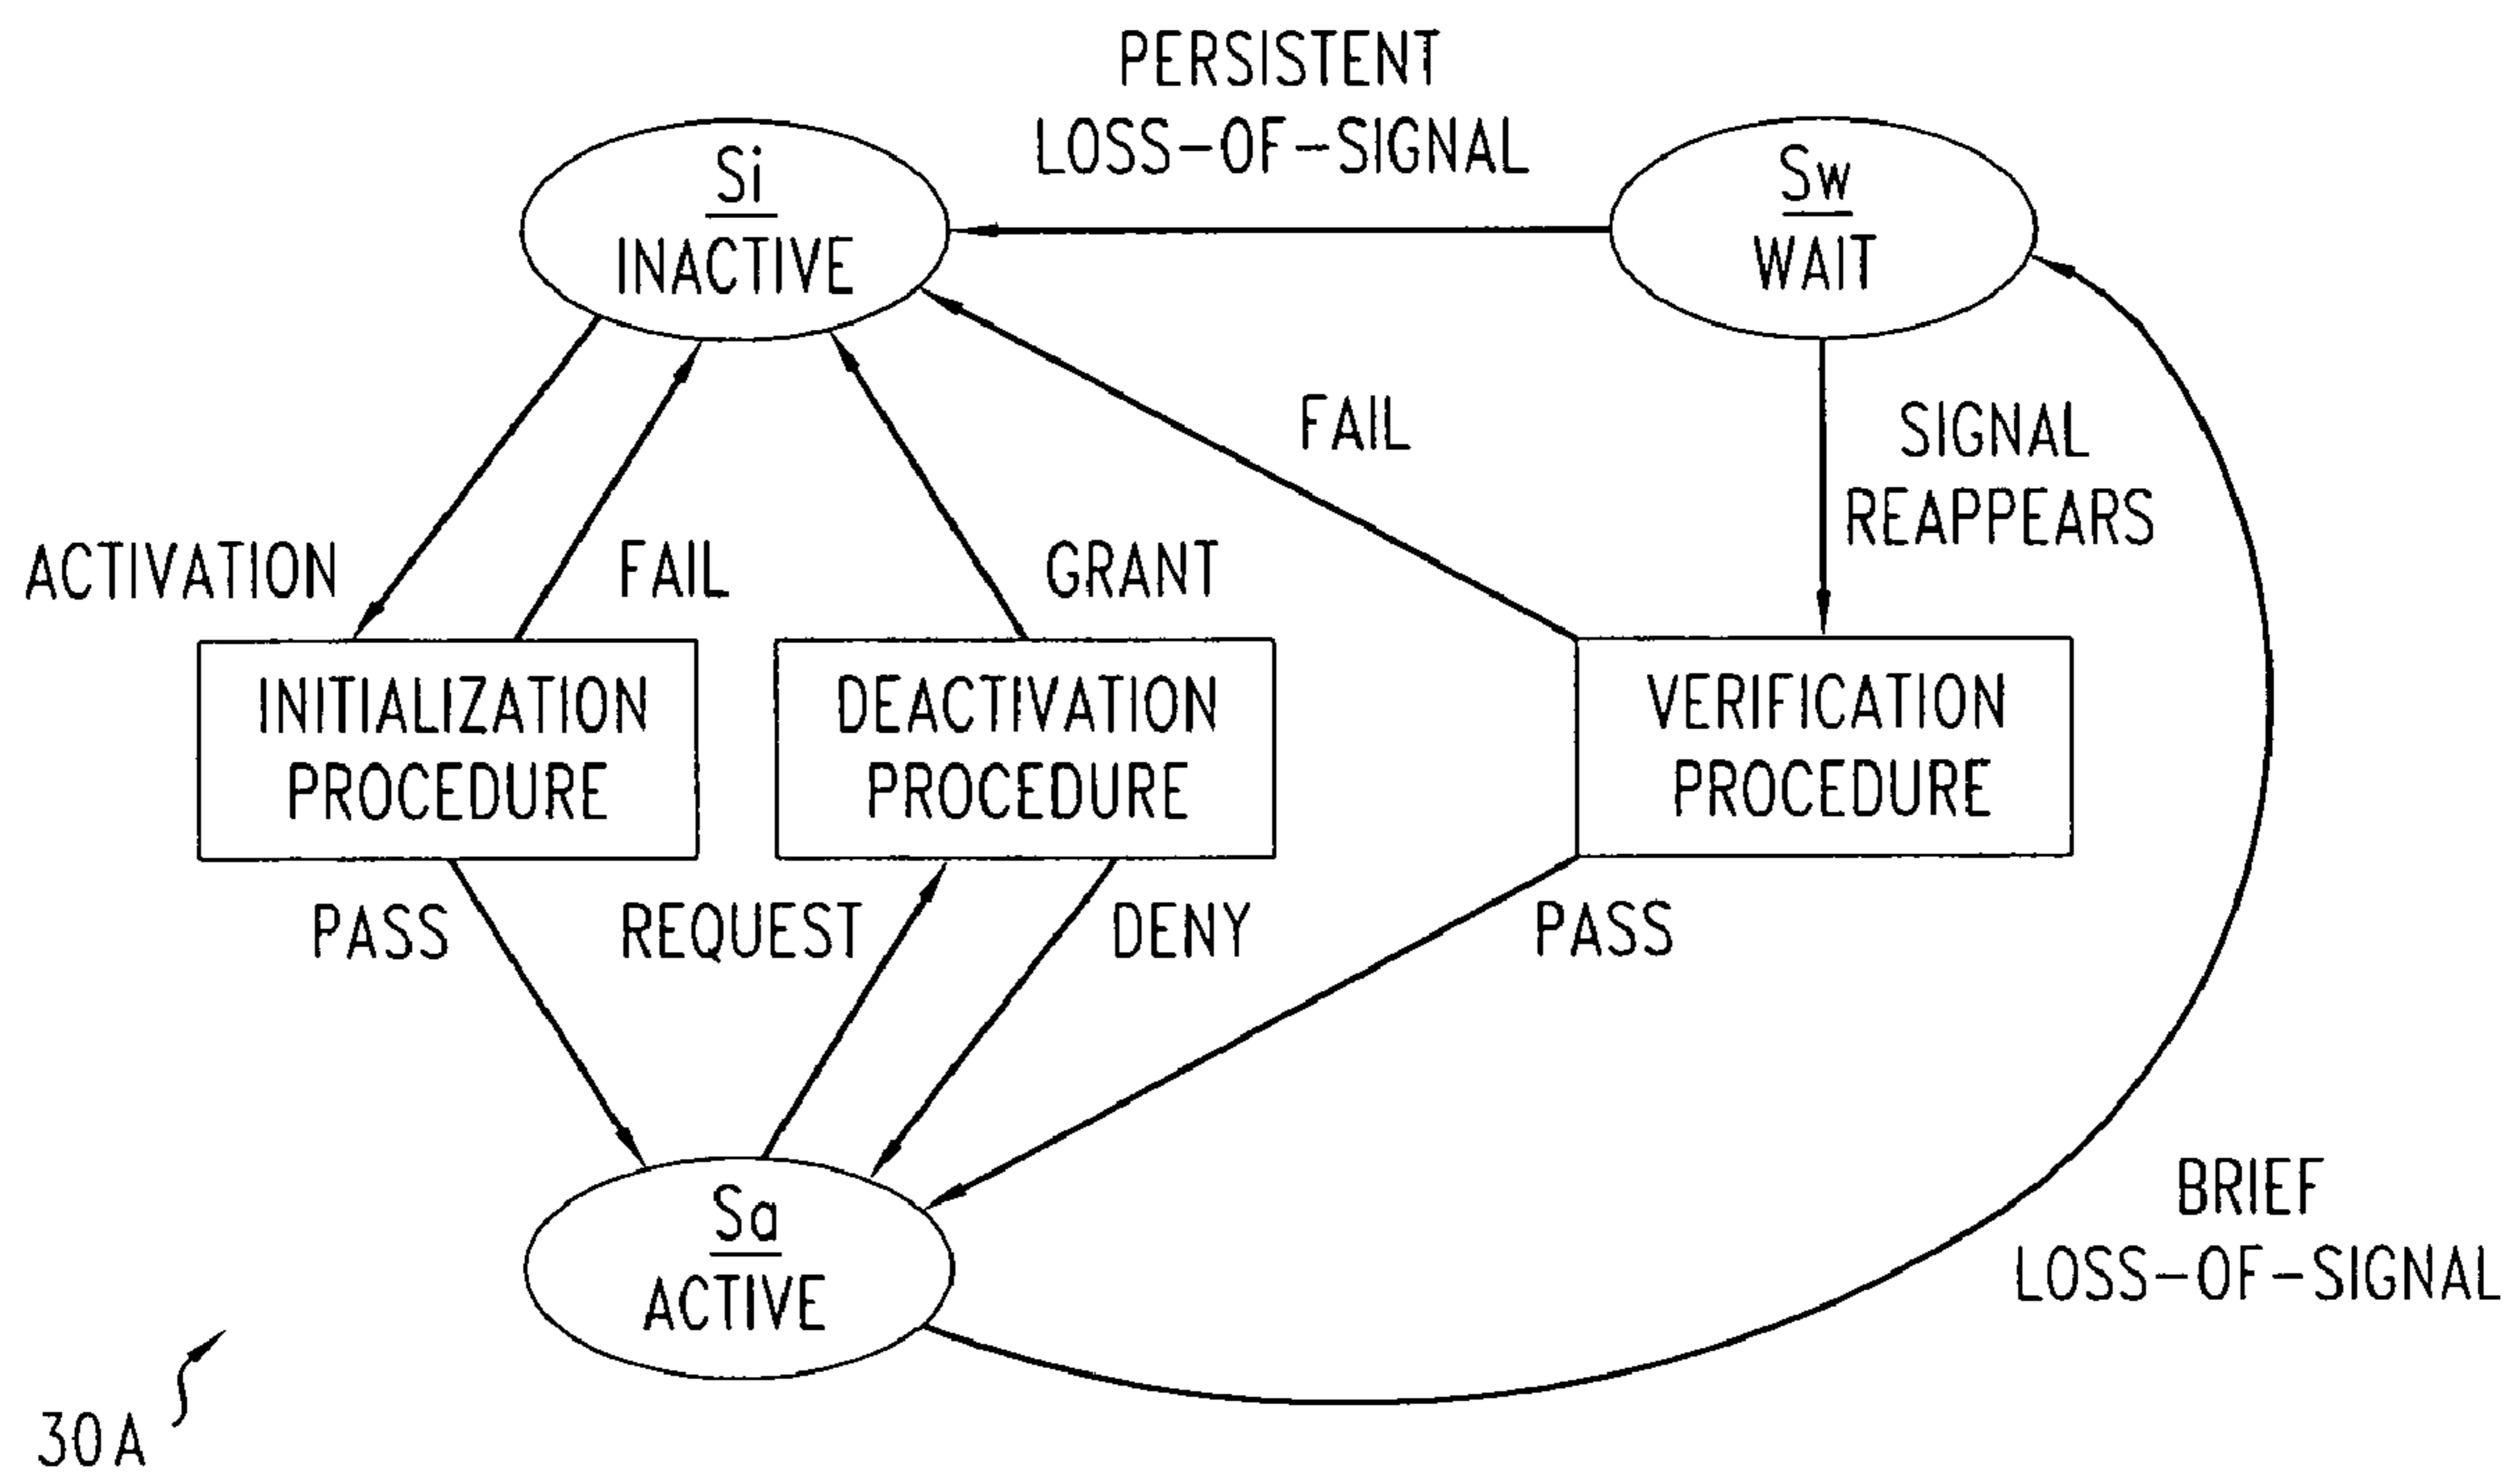 PERSISTENT
LOSS-OF-SIGNAL
Si
INACTIVE
Sw
WAIT
FAIL
SIGNAL
REAPPEARS
ACTIVATION
FAIL
GRANT
INITIALIZATION
PROCEDURE
DEACTIVATION
PROCEDURE
VERIFICATION
PROCEDURE
PASS
REQUEST
DENY
PASS
Sa
ACTIVE
BRIEF
LOSS-OF-SIGNAL
30A